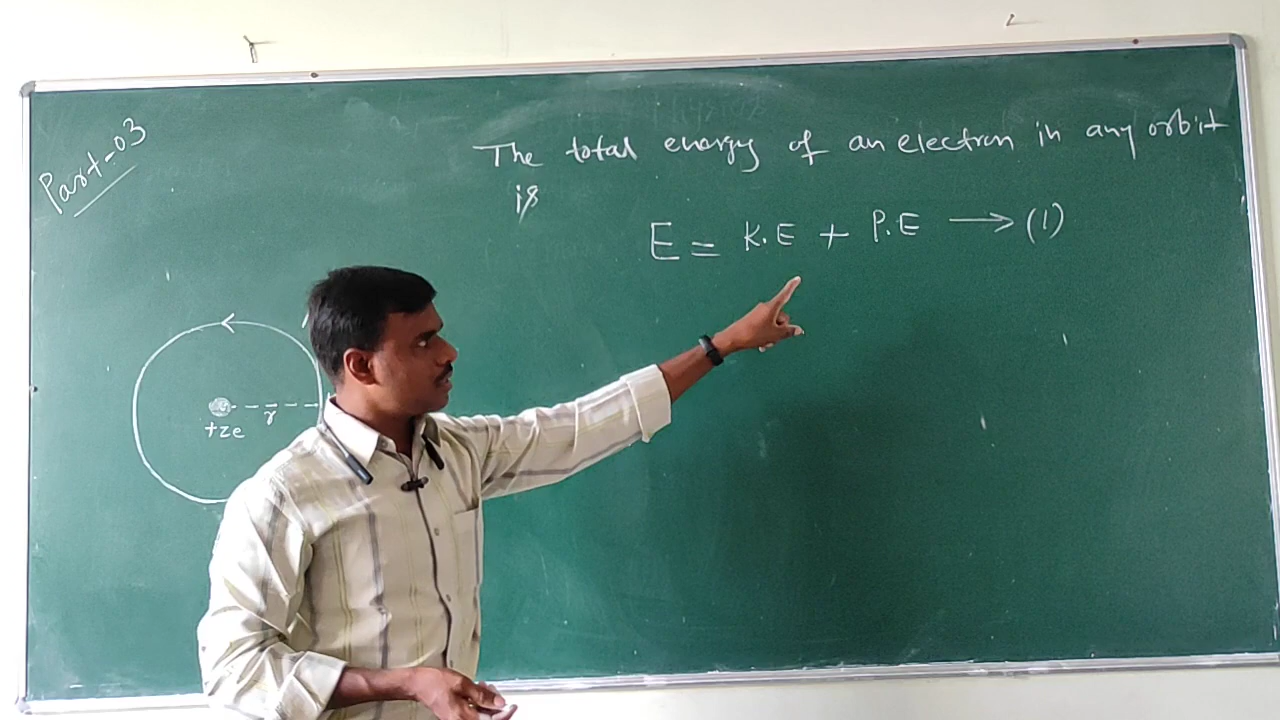 Part-03
The total energy of an electron in any orbit
is
E = K.E + P.E ⟶ (1)
r
+ze